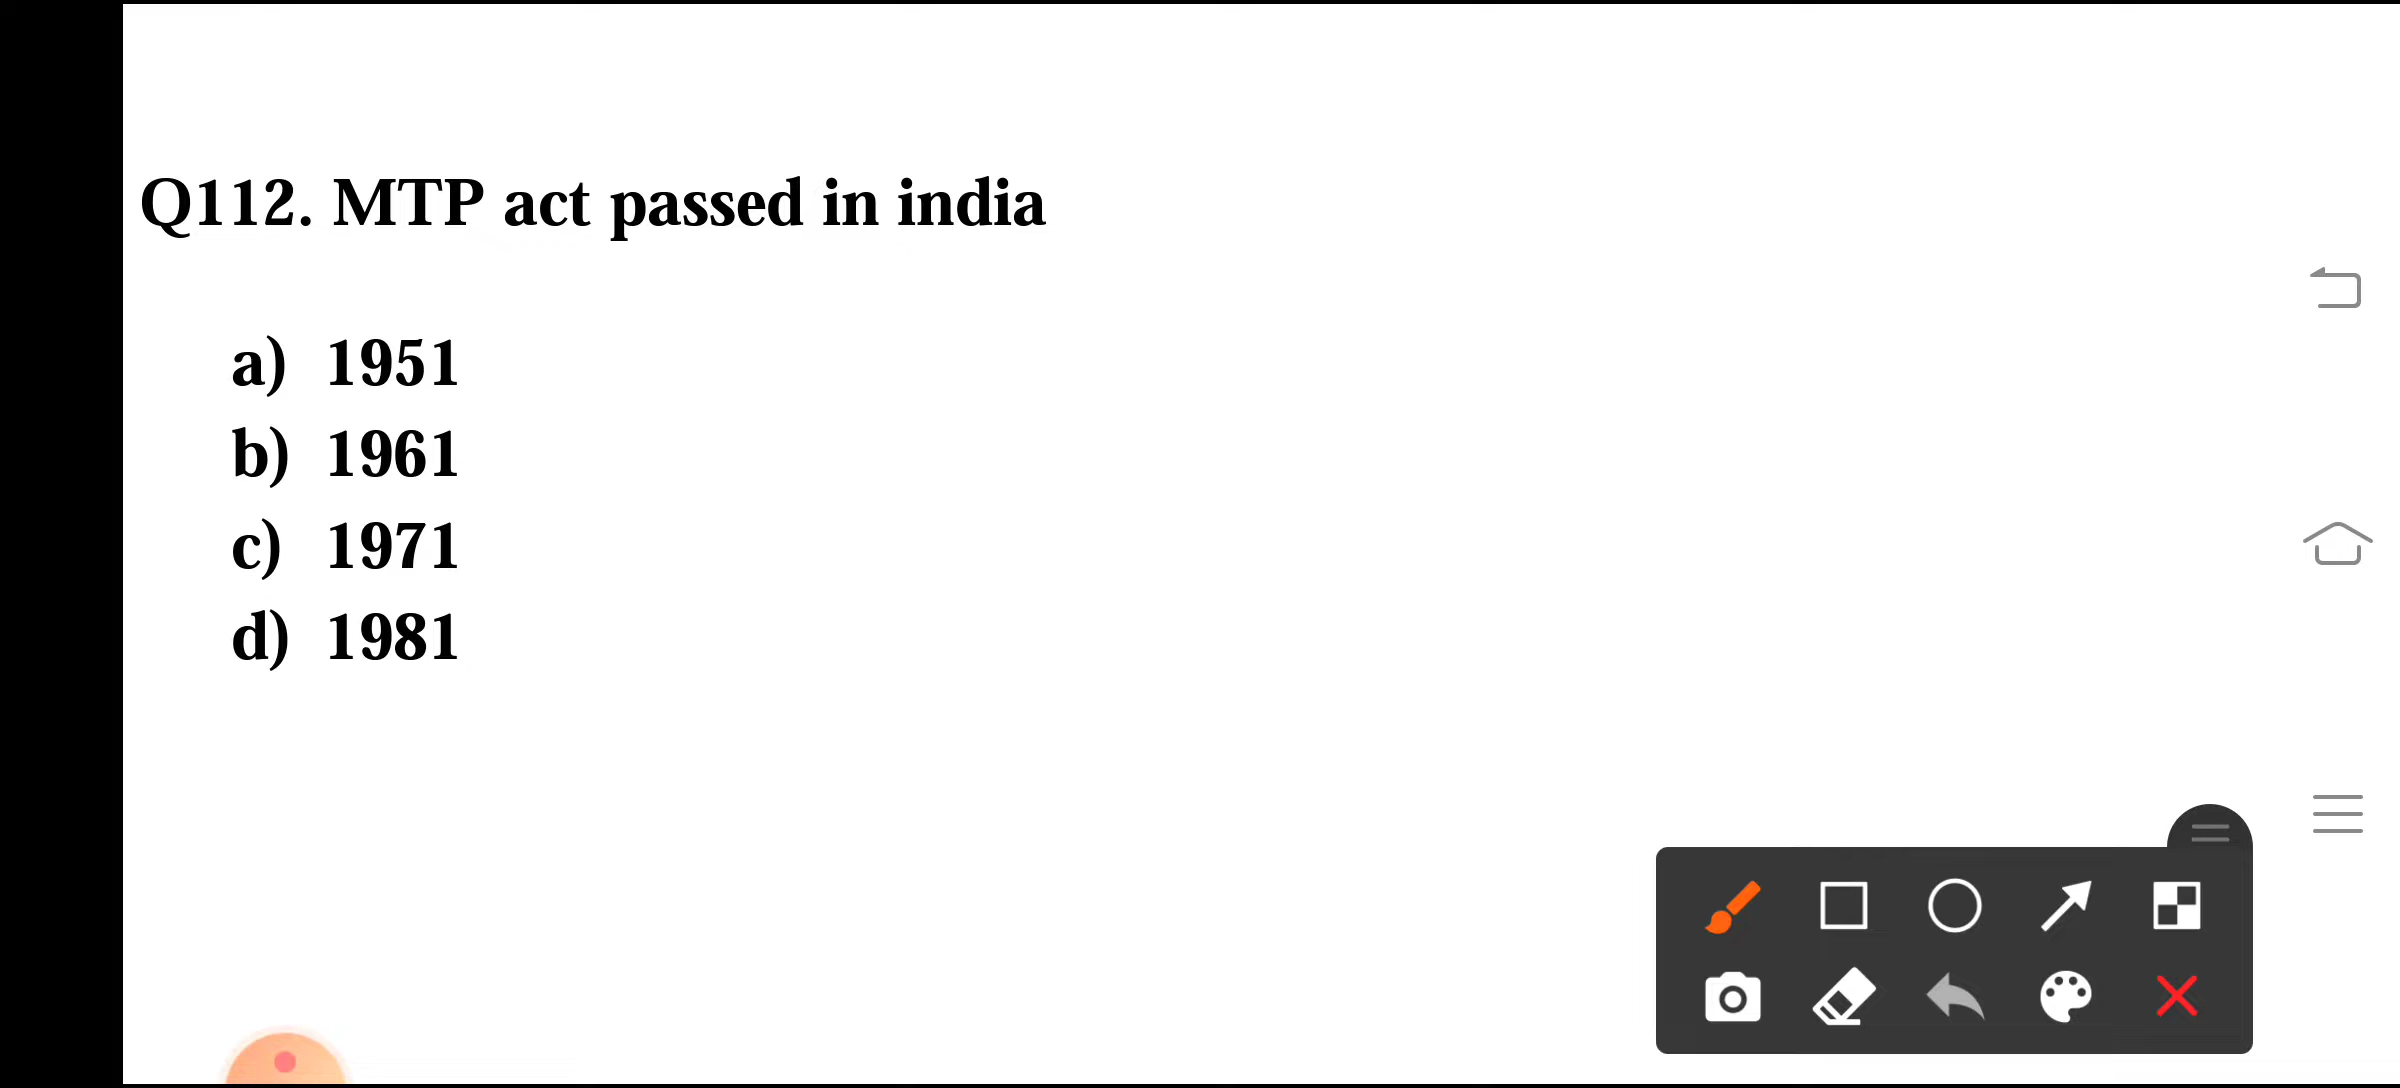 Q112. MTP act passed in india
a) 1951
b) 1961
c) 1971
d) 1981